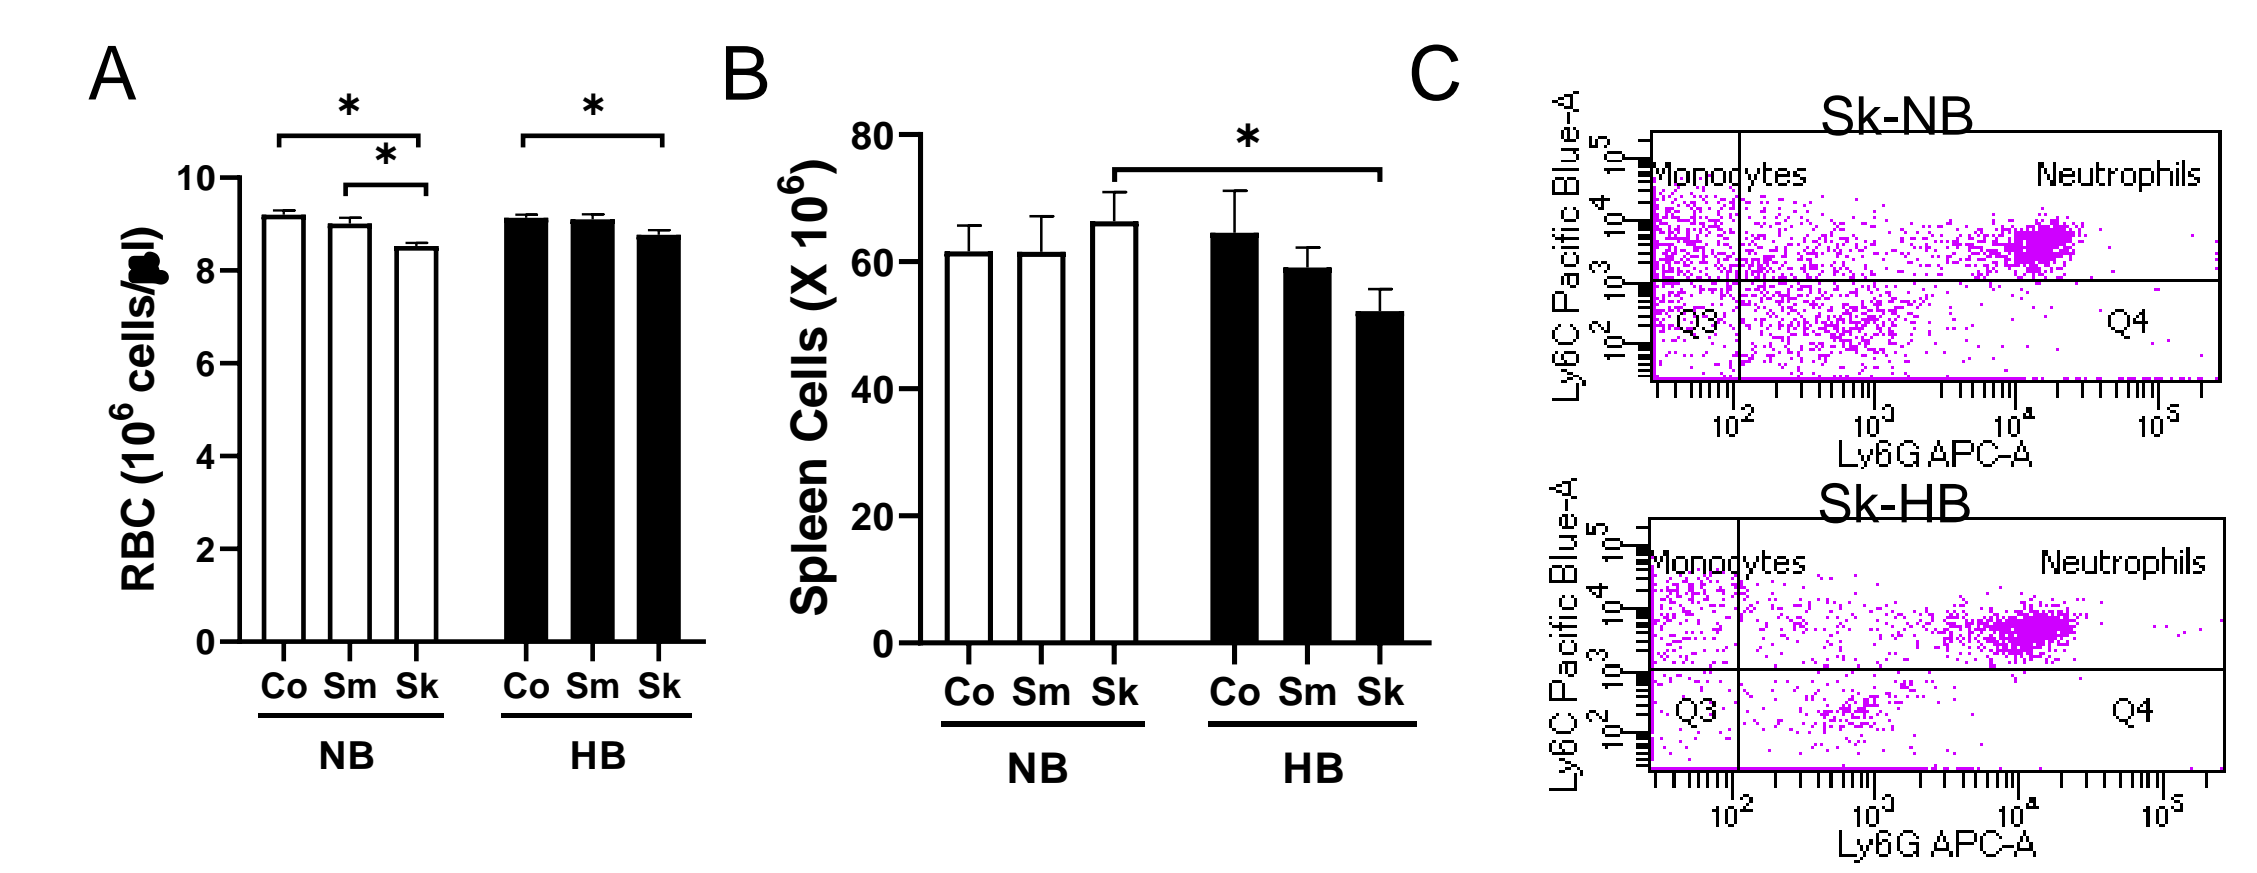 A
B
C
*
*
*
10
8
6
4
2
0
RBC (10⁶ cells/µl)
Co Sm Sk
Co Sm Sk
NB
HB
*
80
60
40
20
0
Spleen Cells (X 10⁶)
Co Sm Sk
Co Sm Sk
NB
HB
Sk-NB
Monocytes
Neutrophils
Q3
Q4
10⁵
10⁴
10³
10²
Ly6C Pacific Blue-A
10² 10³ 10⁴ 10⁵
Ly6G APC-A
Sk-HB
Monocytes
Neutrophils
Q3
Q4
10⁵
10⁴
10³
10²
Ly6C Pacific Blue-A
10² 10³ 10⁴ 10⁵
Ly6G APC-A